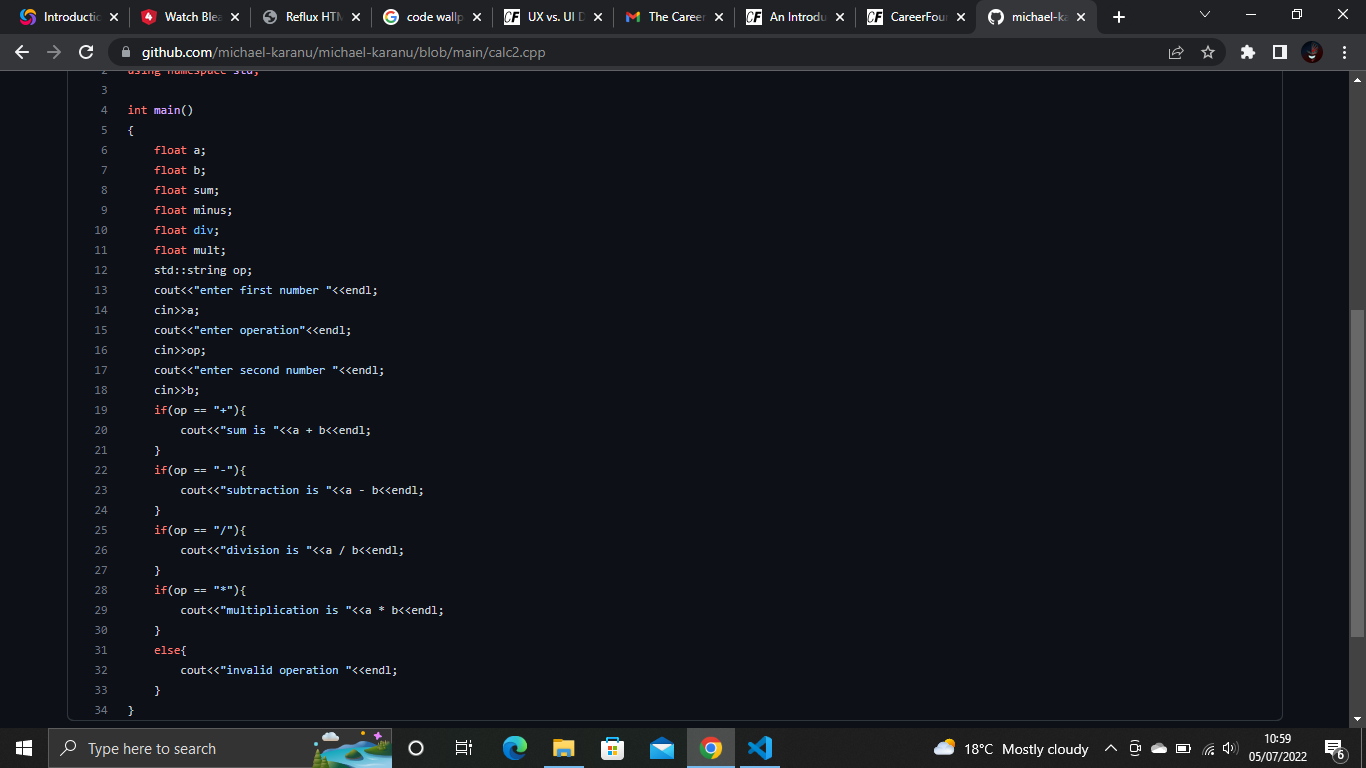 Introductio
Watch Blea
Reflux HTM
code wallp
UX vs. UI D
The Career
An Introdu
CareerFour
michael-ka
github.com/michael-karanu/michael-karanu/blob/main/calc2.cpp
2 using namespace std;
3
4 int main()
5 {
6 float a;
7 float b;
8 float sum;
9 float minus;
10 float div;
11 float mult;
12 std::string op;
13 cout<<"enter first number "<<endl;
14 cin>>a;
15 cout<<"enter operation"<<endl;
16 cin>>op;
17 cout<<"enter second number "<<endl;
18 cin>>b;
19 if(op == "+"){
20 cout<<"sum is "<<a + b<<endl;
21 }
22 if(op == "-"){
23 cout<<"subtraction is "<<a - b<<endl;
24 }
25 if(op == "/"){
26 cout<<"division is "<<a / b<<endl;
27 }
28 if(op == "*"){
29 cout<<"multiplication is "<<a * b<<endl;
30 }
31 else{
32 cout<<"invalid operation "<<endl;
33 }
34 }
Type here to search
18°C Mostly cloudy
10:59
05/07/2022
6